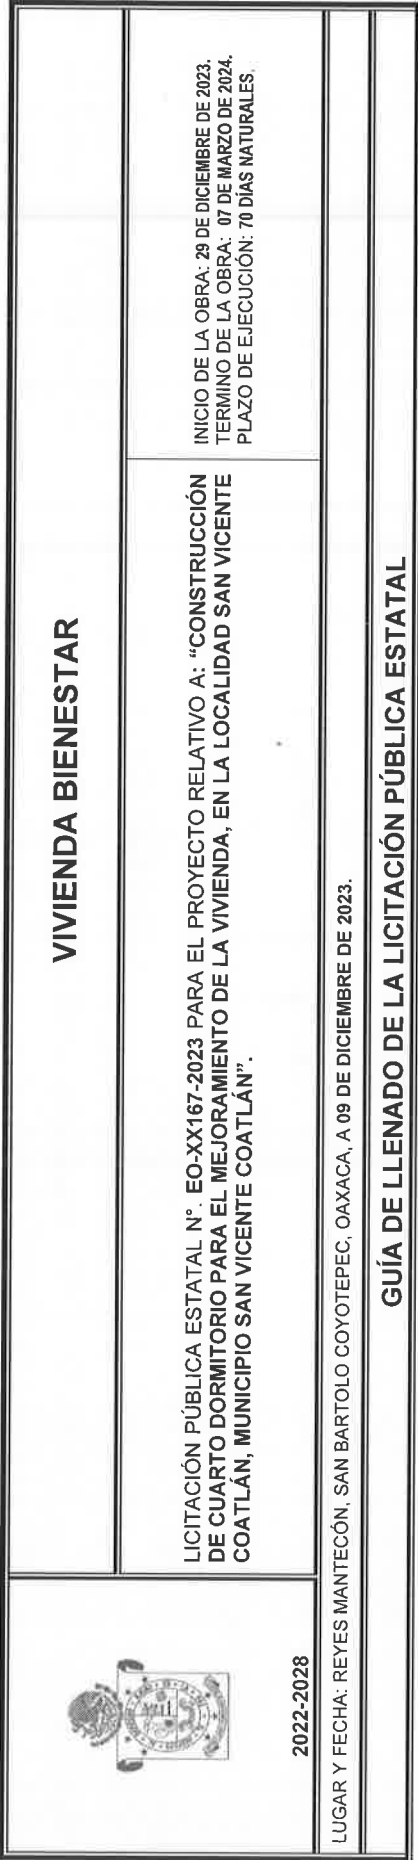 VIVIENDA BIENESTAR
LICITACIÓN PÚBLICA ESTATAL N°. EO-XX167-2023 PARA EL PROYECTO RELATIVO A: “CONSTRUCCIÓN
DE CUARTO DORMITORIO PARA EL MEJORAMIENTO DE LA VIVIENDA, EN LA LOCALIDAD SAN VICENTE
COATLÁN, MUNICIPIO SAN VICENTE COATLÁN”.
INICIO DE LA OBRA: 29 DE DICIEMBRE DE 2023.
TERMINO DE LA OBRA: 07 DE MARZO DE 2024.
PLAZO DE EJECUCIÓN: 70 DÍAS NATURALES.
2022-2028
LUGAR Y FECHA: REYES MANTECÓN, SAN BARTOLO COYOTEPEC, OAXACA, A 09 DE DICIEMBRE DE 2023.
GUÍA DE LLENADO DE LA LICITACIÓN PÚBLICA ESTATAL